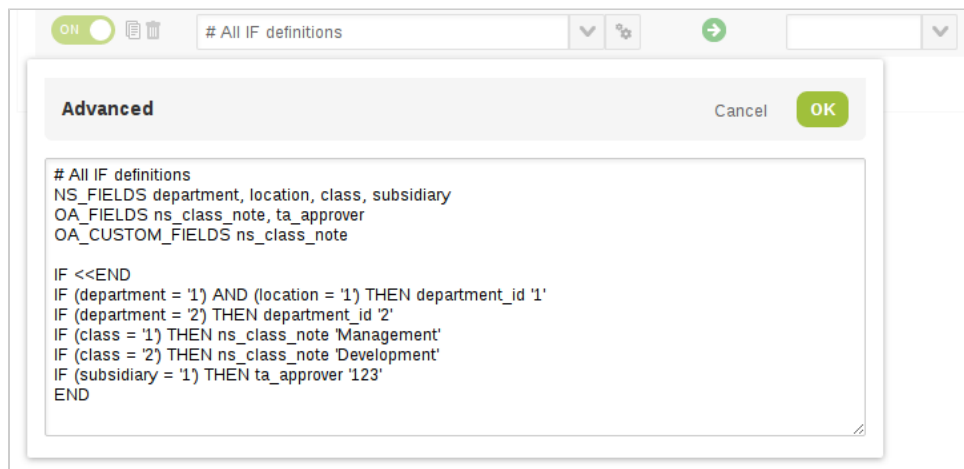 ON
# All IF definitions
Advanced
Cancel
OK
# All IF definitions
NS_FIELDS department, location, class, subsidiary
OA_FIELDS ns_class_note, ta_approver
OA_CUSTOM_FIELDS ns_class_note
IF <<END
IF (department = '1') AND (location = '1') THEN department_id '1'
IF (department = '2') THEN department_id '2'
IF (class = '1') THEN ns_class_note 'Management'
IF (class = '2') THEN ns_class_note 'Development'
IF (subsidiary = '1') THEN ta_approver '123'
END